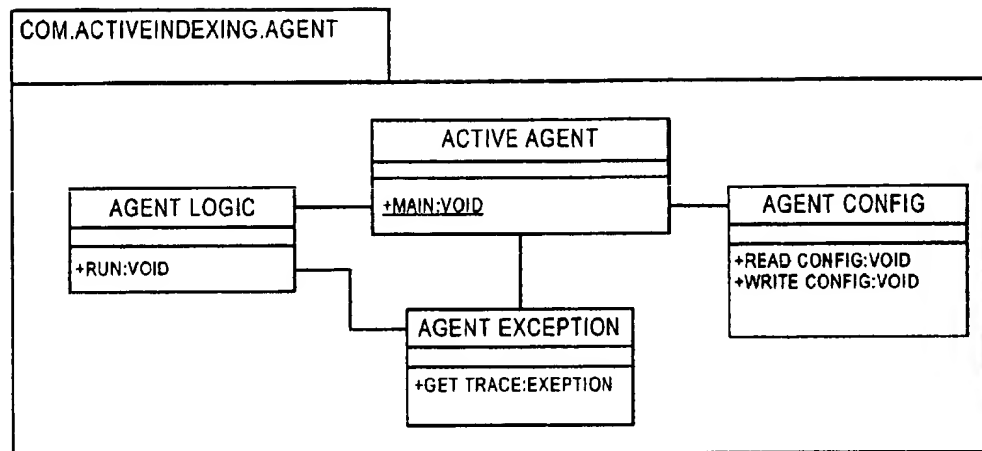 COM.ACTIVEINDEXING.AGENT
ACTIVE AGENT
+MAIN:VOID
AGENT LOGIC
+RUN:VOID
AGENT CONFIG
+READ CONFIG:VOID
+WRITE CONFIG:VOID
AGENT EXCEPTION
+GET TRACE:EXEPTION